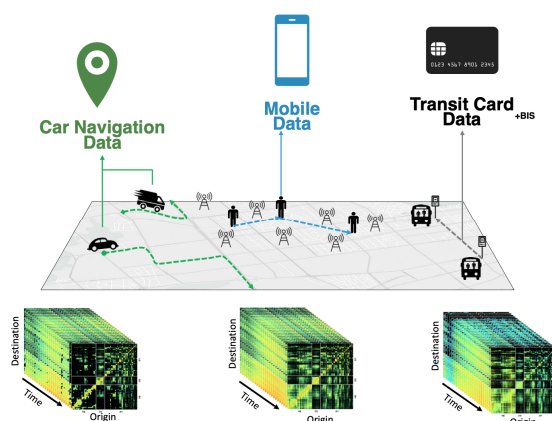 0123 4567 8901 2345
Car Navigation
Data
Mobile
Data
Transit Card
Data +BIS
Destination
Time
Origin
Destination
Time
Origin
Destination
Time
Origin